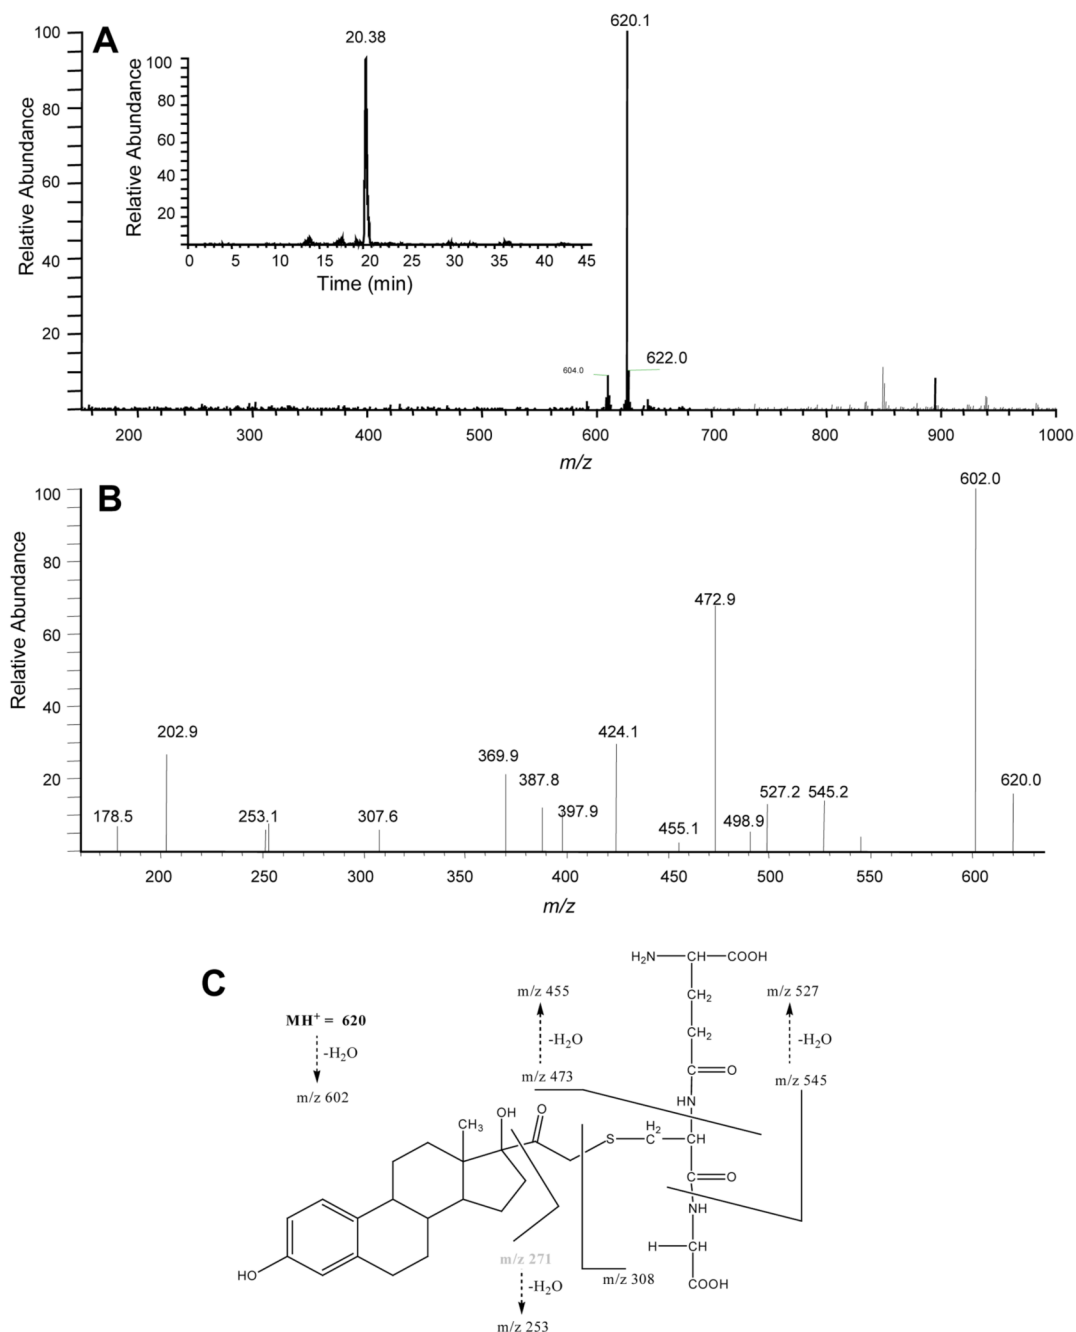 A
620.1
100
80
60
40
20
Relative Abundance
20.38
100
80
60
40
20
Relative Abundance
0 5 10 15 20 25 30 35 40 45
Time (min)
604.0
622.0
200 300 400 500 600 700 800 900 1000
m/z
B
602.0
100
80
60
40
20
Relative Abundance
472.9
202.9
424.1
369.9
387.8
527.2 545.2
620.0
178.5
253.1
307.6
397.9
498.9
455.1
200 250 300 350 400 450 500 550 600
m/z
C
H₂N CH COOH
m/z 455
CH₂
m/z 527
MH⁺ = 620
-H₂O
CH₂
-H₂O
-H₂O
m/z 602
m/z 473
C O
m/z 545
HN
OH
O
CH₃
S
H₂
C
CH
C O
NH
H CH
m/z 271
HO
-H₂O
m/z 308
COOH
m/z 253